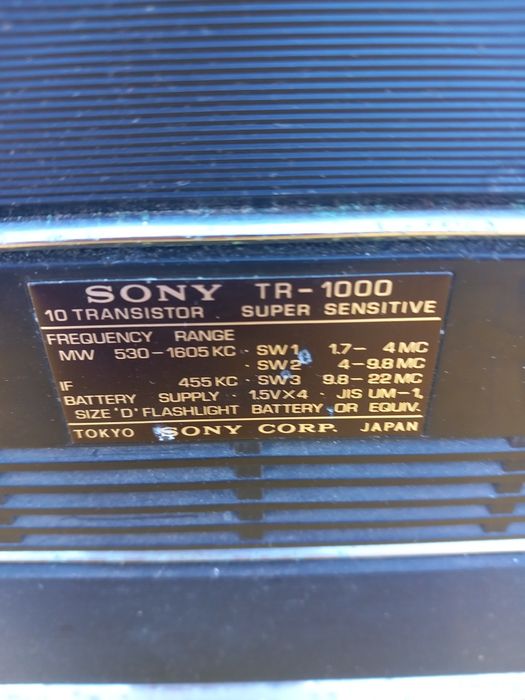 SONY TR-1000
10 TRANSISTOR SUPER SENSITIVE
FREQUENCY RANGE
MW 530-1605 KC · SW1 1.7- 4 MC
· SW2 4-9.8 MC
IF 455 KC · SW3 9.8-22 MC
BATTERY SUPPLY 1.5V X 4 · JIS UM-1,
SIZE "D" FLASHLIGHT BATTERY OR EQUIV.
TOKYO SONY CORP. JAPAN